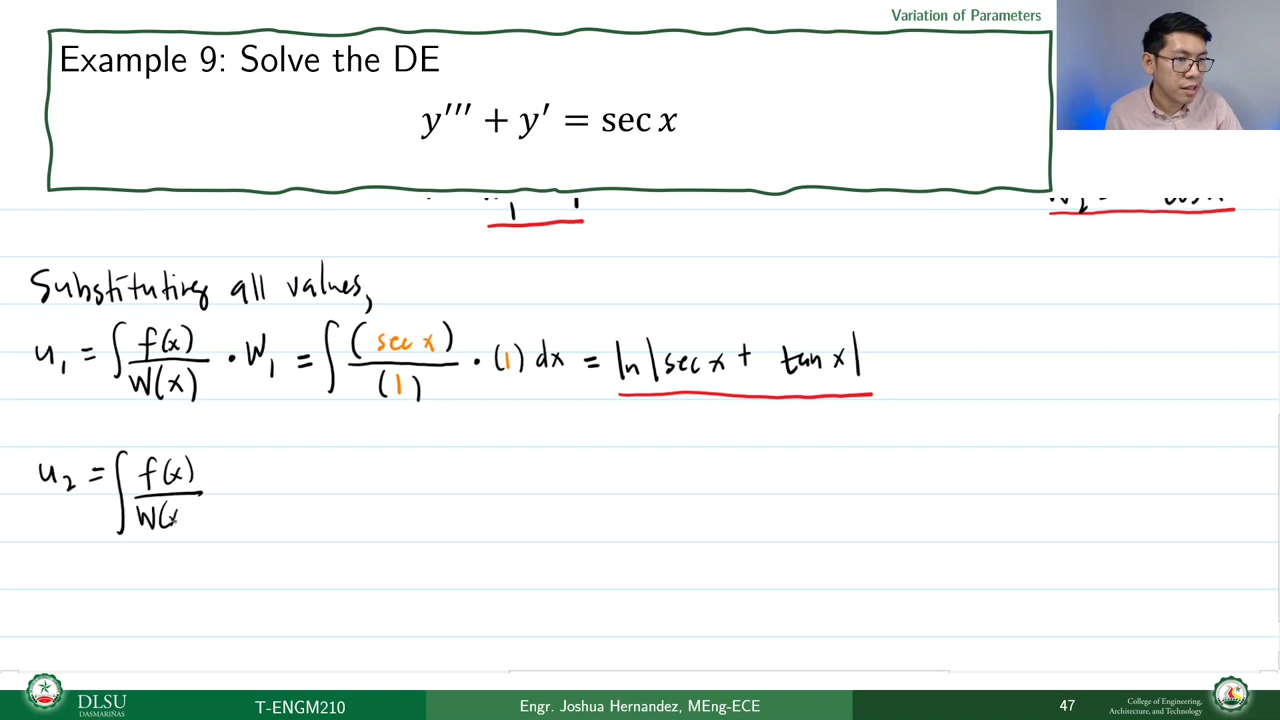 Variation of Parameters
Example 9: Solve the DE
y′′′ + y′ = sec x
Substituting all values,
u₁ = ∫ f(x)/W(x) · W₁ = ∫ (sec x)/(1) · (1) dx = ln|sec x + tan x|
u₂ = ∫ f(x)/W(x
DLSU
DASMARIÑAS
T-ENGM210
Engr. Joshua Hernandez, MEng-ECE
47
College of Engineering,
Architecture, and Technology